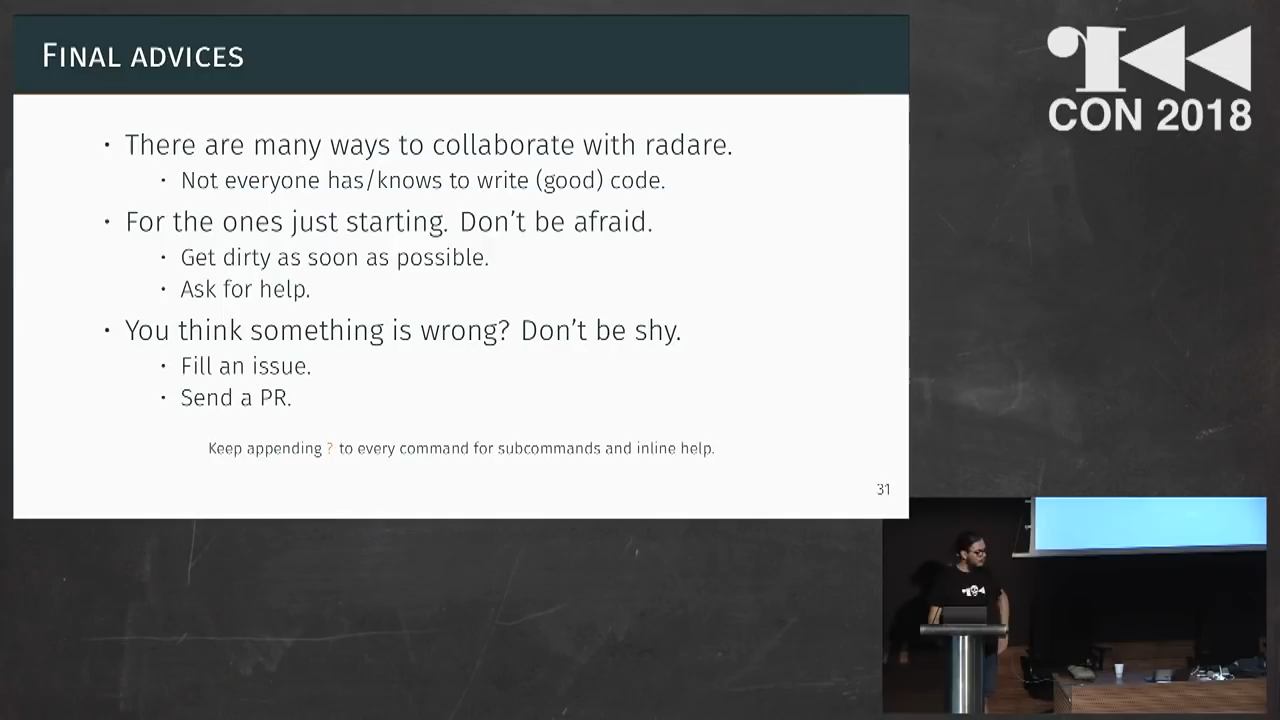 FINAL ADVICES
CON 2018
• There are many ways to collaborate with radare.
• Not everyone has/knows to write (good) code.
• For the ones just starting. Don't be afraid.
• Get dirty as soon as possible.
• Ask for help.
• You think something is wrong? Don't be shy.
• Fill an issue.
• Send a PR.
Keep appending ? to every command for subcommands and inline help.
31